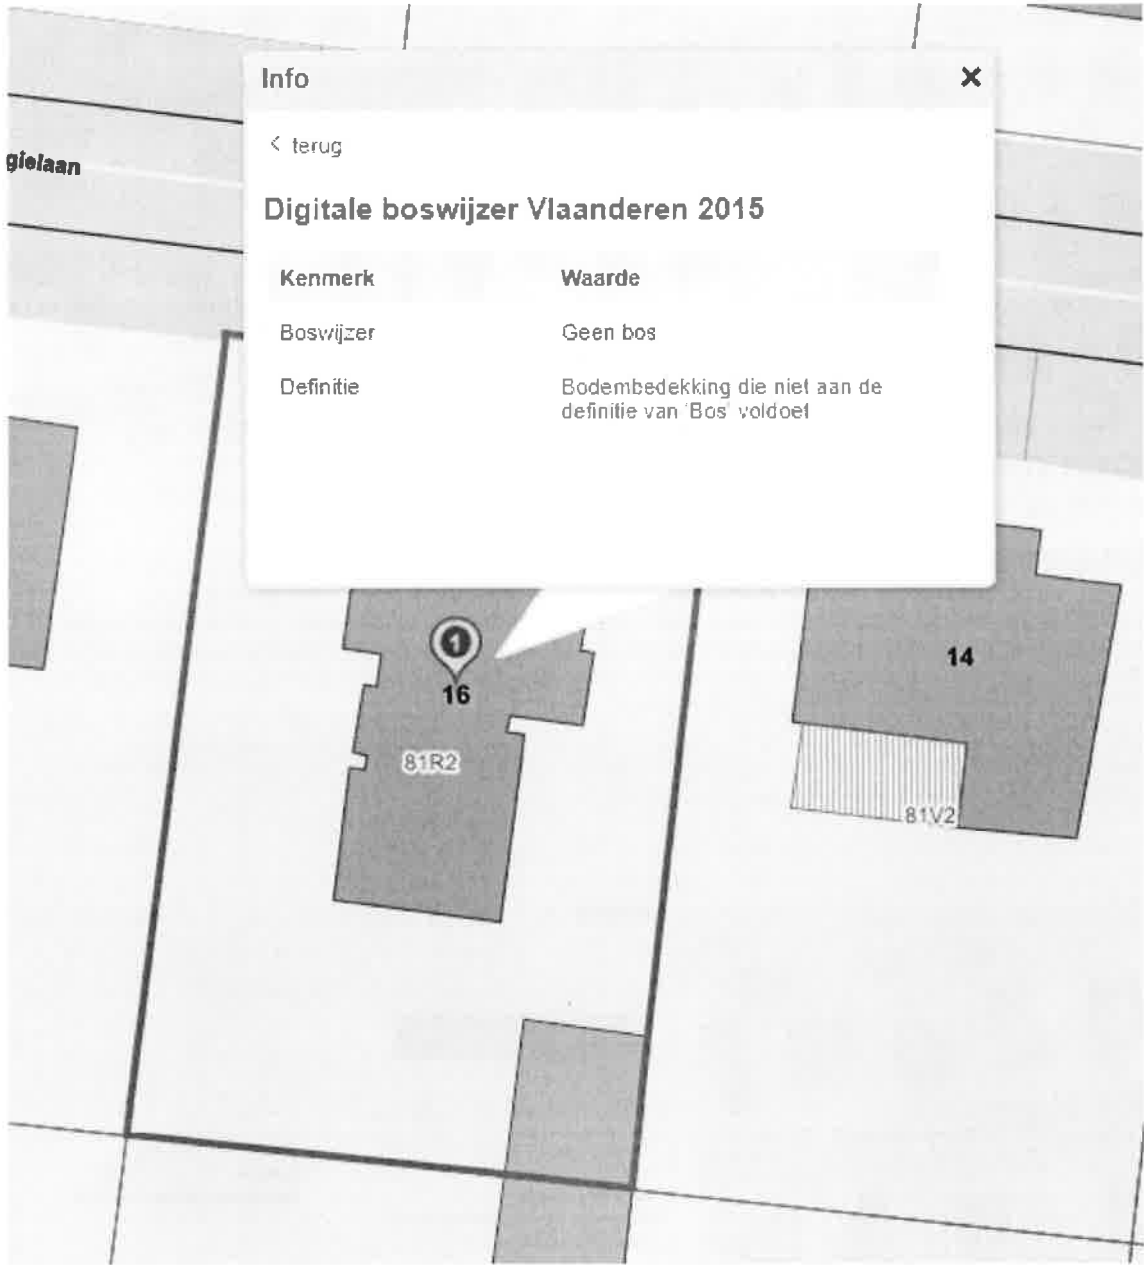 Info
< terug
gielaan
Digitale boswijzer Vlaanderen 2015
Kenmerk Waarde
Boswijzer Geen bos
Definitie Bodembedekking die niet aan de
definitie van 'Bos' voldoet
1
16
14
81R2
81V2